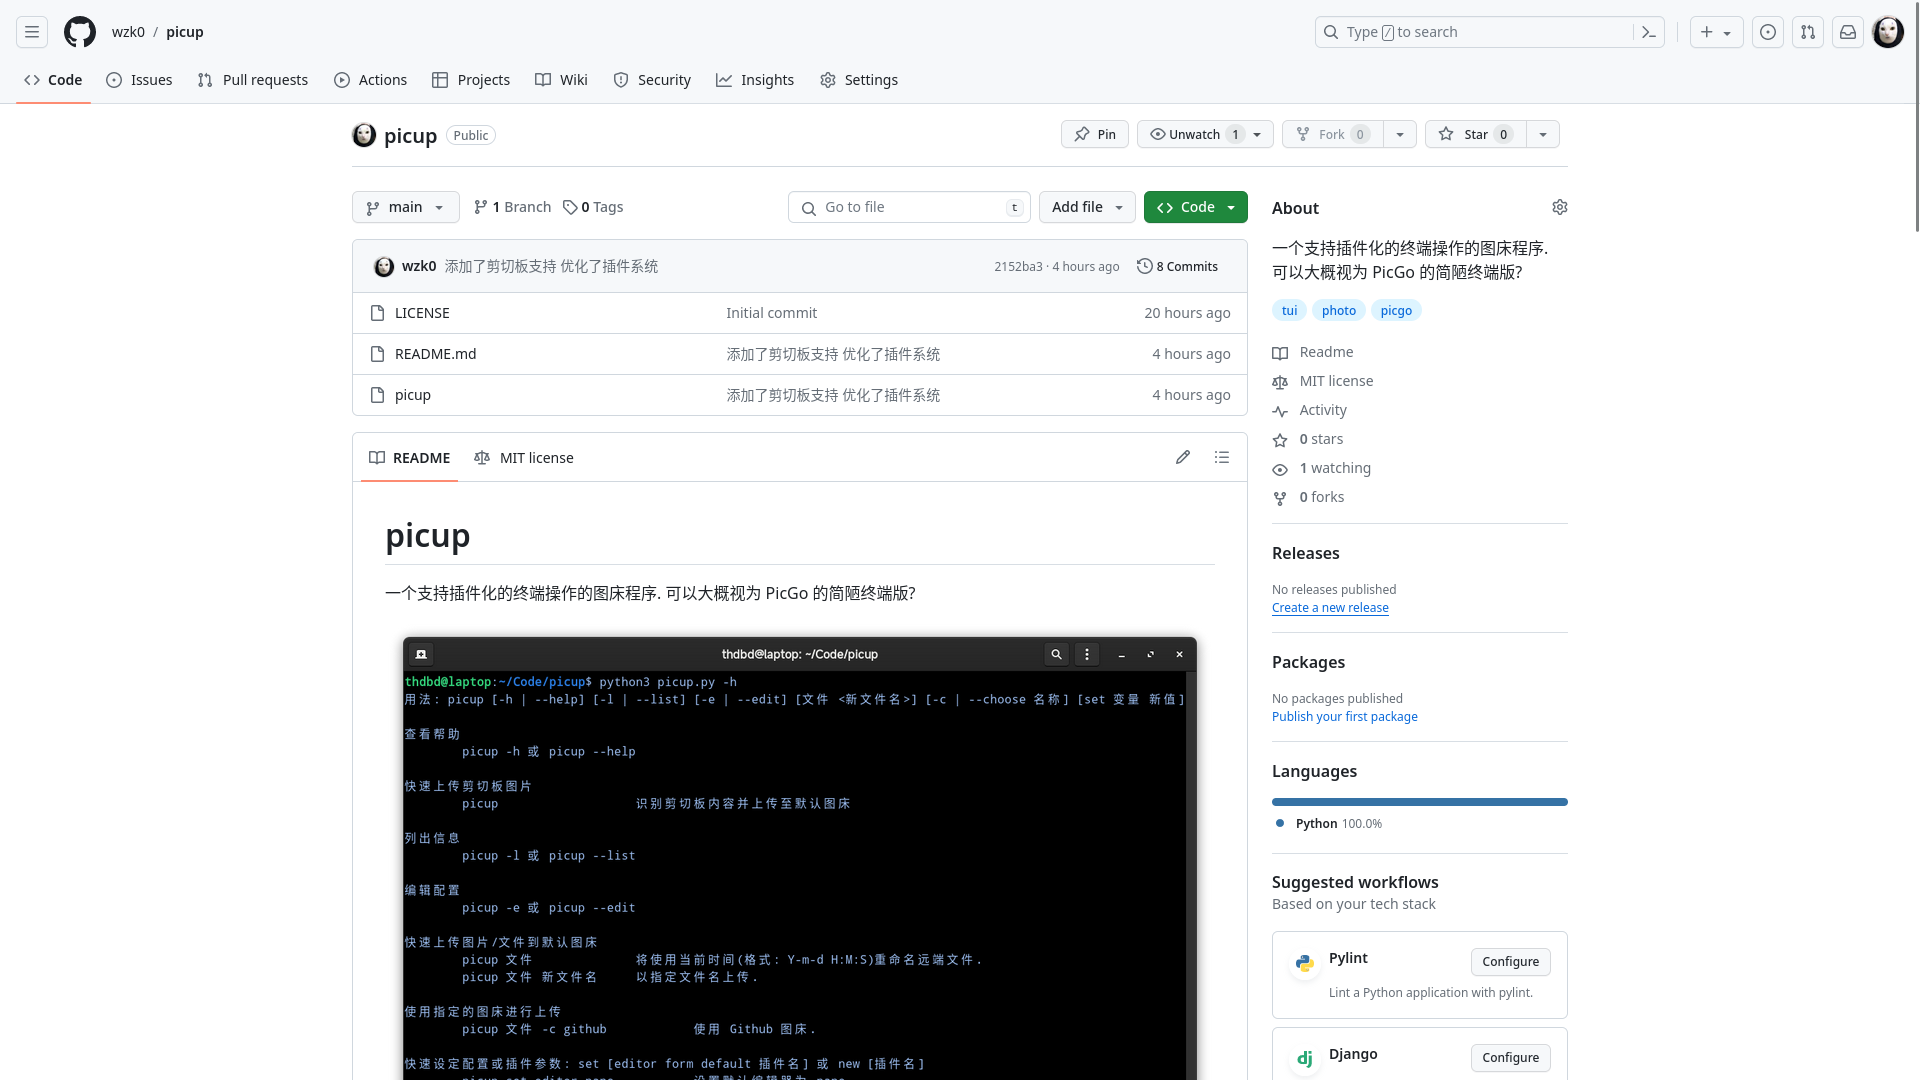 wzk0 / picup
Type / to search
Code Issues Pull requests Actions Projects Wiki Security Insights Settings
picup Public
Pin Unwatch 1 Fork 0 Star 0
main 1 Branch 0 Tags Go to file t Add file Code
wzk0 添加了剪切板支持 优化了插件系统 2152ba3 · 4 hours ago 8 Commits
LICENSE Initial commit 20 hours ago
README.md 添加了剪切板支持 优化了插件系统 4 hours ago
picup 添加了剪切板支持 优化了插件系统 4 hours ago
README MIT license
picup
一个支持插件化的终端操作的图床程序. 可以大概视为 PicGo 的简陋终端版?
thdbd@laptop: ~/Code/picup
thdbd@laptop:~/Code/picup$ python3 picup.py -h
用法: picup [-h | --help] [-l | --list] [-e | --edit] [文件 <新文件名>] [-c | --choose 名称] [set 变量 新值]
查看帮助
picup -h 或 picup --help
快速上传剪切板图片
picup 识别剪切板内容并上传至默认图床
列出信息
picup -l 或 picup --list
编辑配置
picup -e 或 picup --edit
快速上传图片/文件到默认图床
picup 文件 将使用当前时间(格式: Y-m-d H:M:S)重命名远端文件.
picup 文件 新文件名 以指定文件名上传.
使用指定的图床进行上传
picup 文件 -c github 使用 Github 图床.
快速设定配置或插件参数: set [editor form default 插件名] 或 new [插件名]
About
一个支持插件化的终端操作的图床程序.
可以大概视为 PicGo 的简陋终端版?
tui photo picgo
Readme
MIT license
Activity
0 stars
1 watching
0 forks
Releases
No releases published
Create a new release
Packages
No packages published
Publish your first package
Languages
Python 100.0%
Suggested workflows
Based on your tech stack
Pylint Configure
Lint a Python application with pylint.
dj Django Configure